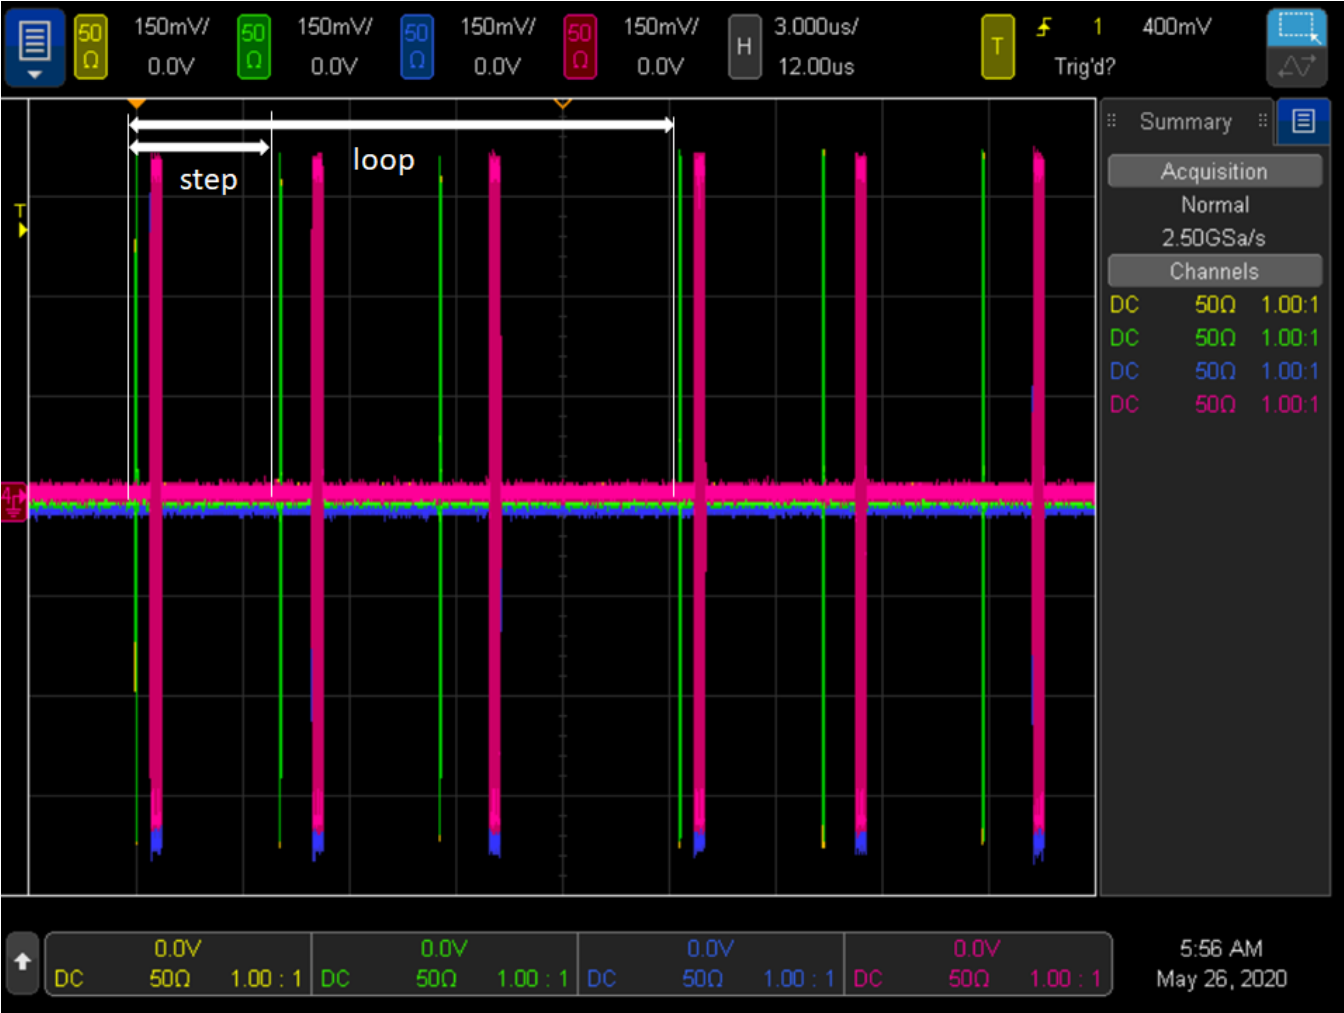 50 Ω 150mV/ 0.0V 50 Ω 150mV/ 0.0V 50 Ω 150mV/ 0.0V 50 Ω 150mV/ 0.0V H 3.000us/ 12.00us T 1 400mV Trig'd?
loop
step
T
4
Summary
Acquisition
Normal
2.50GSa/s
Channels
DC 50Ω 1.00:1
DC 50Ω 1.00:1
DC 50Ω 1.00:1
DC 50Ω 1.00:1
0.0V 0.0V 0.0V 0.0V
DC 50Ω 1.00 : 1 DC 50Ω 1.00 : 1 DC 50Ω 1.00 : 1 DC 50Ω 1.00 : 1
5:56 AM
May 26, 2020